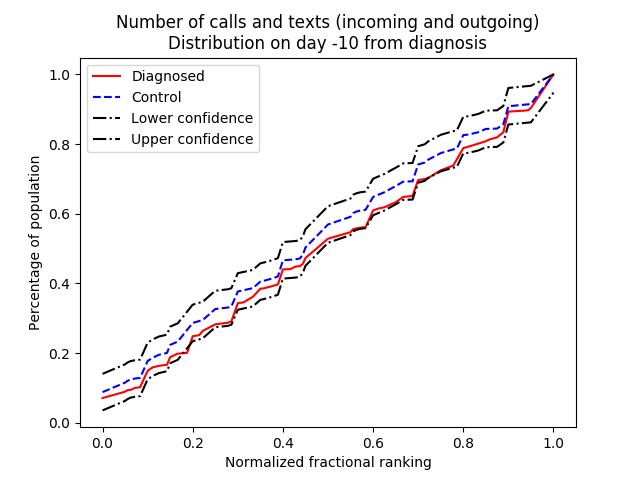 Number of calls and texts (incoming and outgoing)
Distribution on day -10 from diagnosis
Diagnosed
Control
Lower confidence
Upper confidence
Percentage of population
1.0
0.8
0.6
0.4
0.2
0.0
0.0 0.2 0.4 0.6 0.8 1.0
Normalized fractional ranking